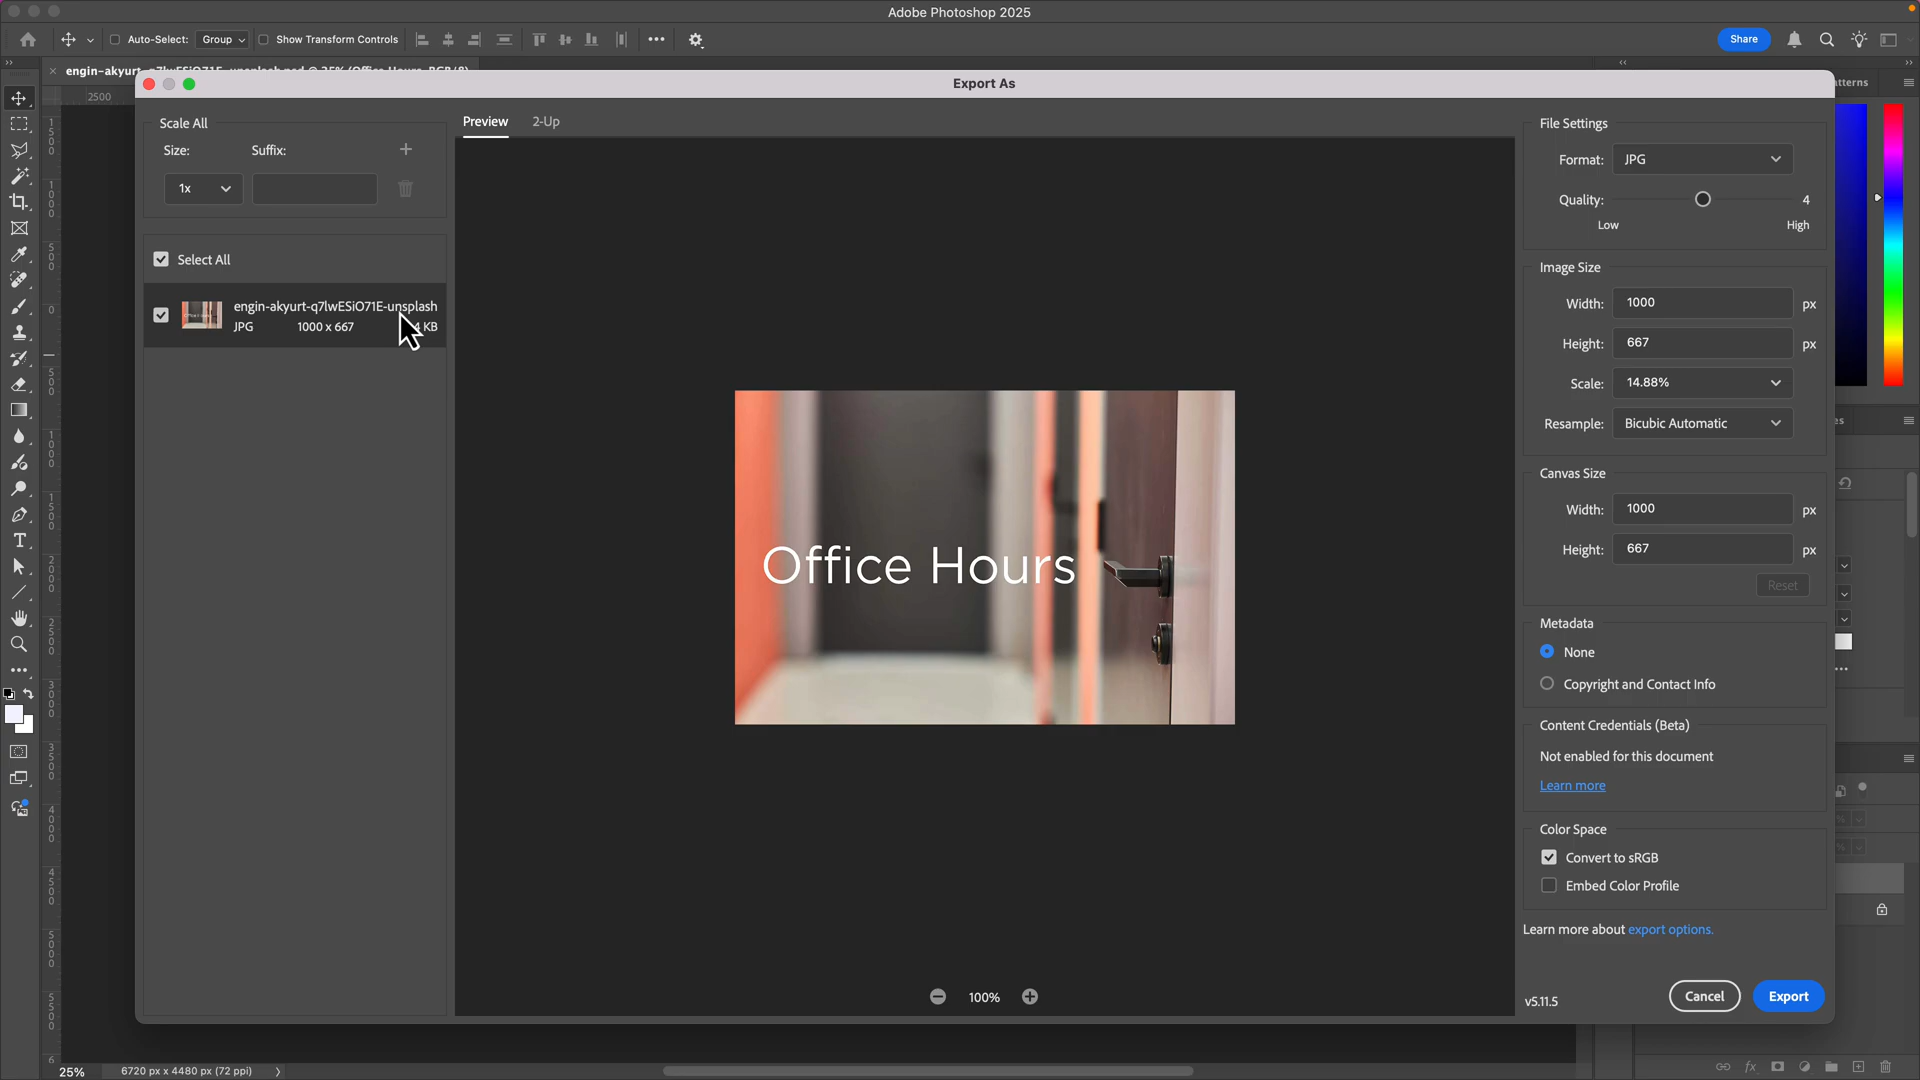 Adobe Photoshop 2025
Auto-Select: Group Show Transform Controls Share
2500
Export As
Scale All
Size: Suffix:
1x
Select All
engin-akyurt-q7lwESiO71E-unsplash
JPG 1000 x 667 KB
Preview 2-Up
Office Hours
100%
File Settings
Format: JPG
Quality: 4
Low High
Image Size
Width: 1000 px
Height: 667 px
Scale: 14.88%
Resample: Bicubic Automatic
Canvas Size
Width: 1000 px
Height: 667 px
Reset
Metadata
None
Copyright and Contact Info
Content Credentials (Beta)
Not enabled for this document
Learn more
Color Space
Convert to sRGB
Embed Color Profile
Learn more about export options.
v5.11.5 Cancel Export
25% 6720 px x 4480 px (72 ppi)